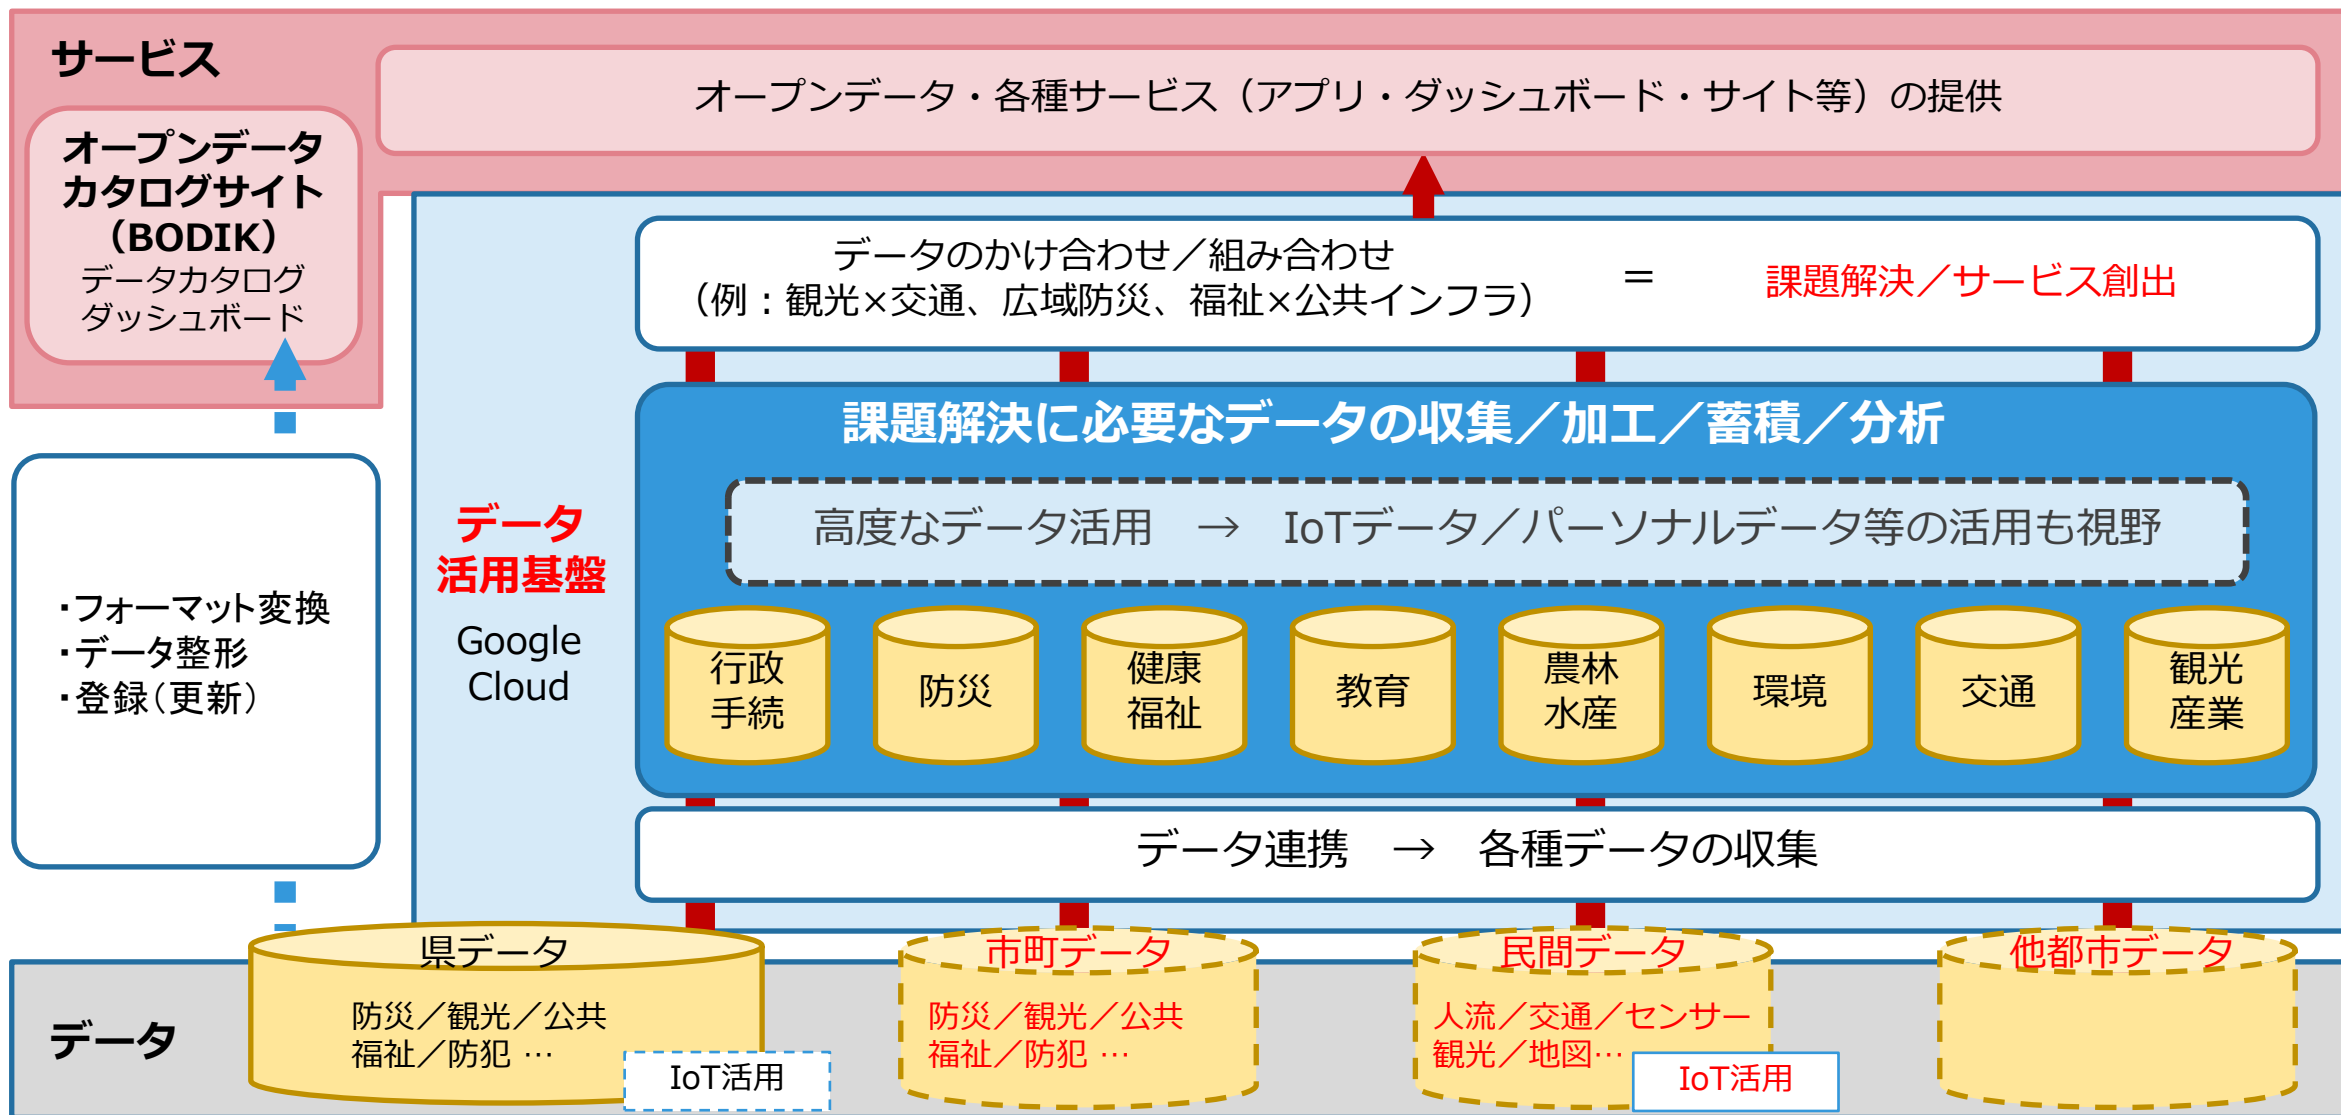 サービス
オープンデータ・各種サービス（アプリ・ダッシュボード・サイト等）の提供
オープンデータ
カタログサイト
（BODIK）
データカタログ
ダッシュボード
データのかけ合わせ／組み合わせ
（例：観光×交通、広域防災、福祉×公共インフラ）
＝
課題解決／サービス創出
課題解決に必要なデータの収集／加工／蓄積／分析
高度なデータ活用　→　IoTデータ／パーソナルデータ等の活用も視野
データ
活用基盤
Google
Cloud
・フォーマット変換
・データ整形
・登録（更新）
行政
手続
防災
健康
福祉
教育
農林
水産
環境
交通
観光
産業
データ連携　→　各種データの収集
データ
県データ
防災／観光／公共
福祉／防犯 …
IoT活用
市町データ
防災／観光／公共
福祉／防犯 …
民間データ
人流／交通／センサー
観光／地図…
IoT活用
他都市データ